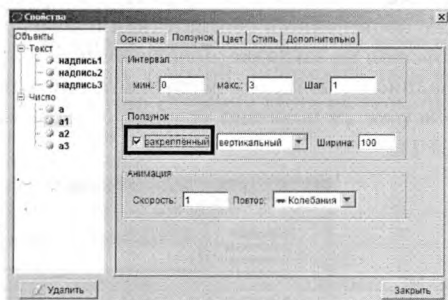 Свойства
Объекты
Текст
надпись1
надпись2
надпись3
Число
a
a1
a2
a3
Основные Ползунок Цвет Стиль Дополнительно
Интервал
мин.: 0 макс.: 3 Шаг: 1
Ползунок
закрепленный вертикальный Ширина: 100
Анимация
Скорость: 1 Повтор: Колебания
Удалить Закрыть